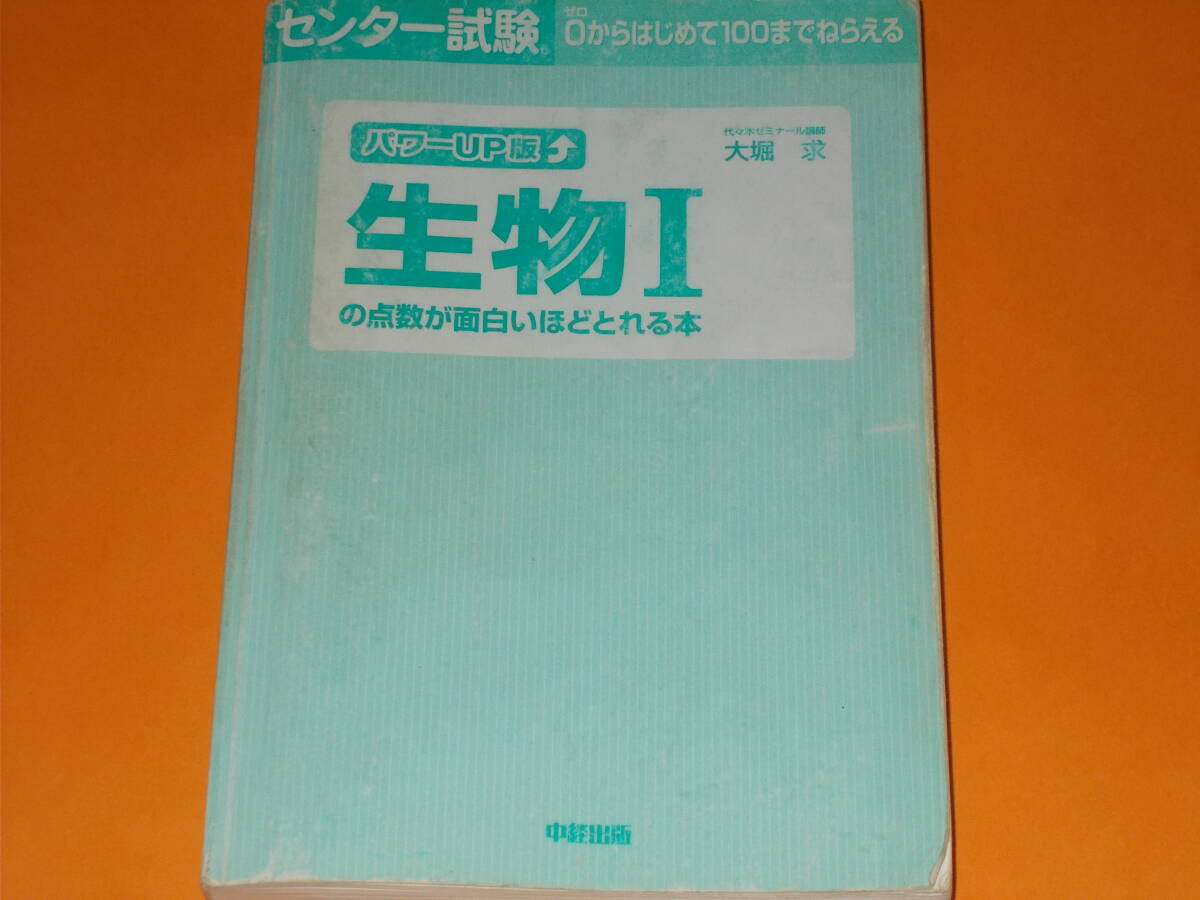 センター試験
ゼロ
0からはじめて100までねらえる
パワーUP版
代々木ゼミナール講師
大堀 求
生物I
の点数が面白いほどとれる本
中経出版